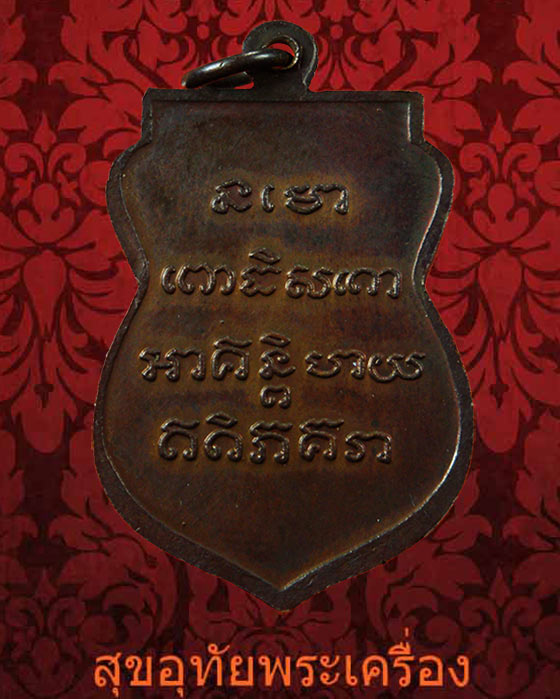 នមោ
ពោធិសតោ
អាគន្តិមាយ
ឥតិភគវា
สุขอุทัยพระเครื่อง